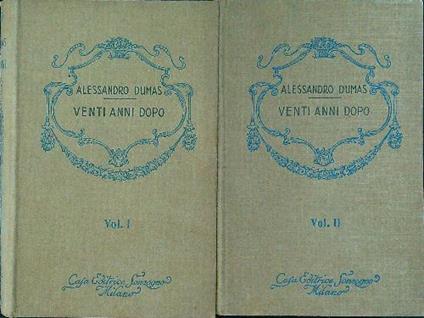 ALESSANDRO DUMAS
VENTI ANNI DOPO
Vol. I
Casa Editrice Sonzogno
Milano
ALESSANDRO DUMAS
VENTI ANNI DOPO
Vol. II
Casa Editrice Sonzogno
Milano